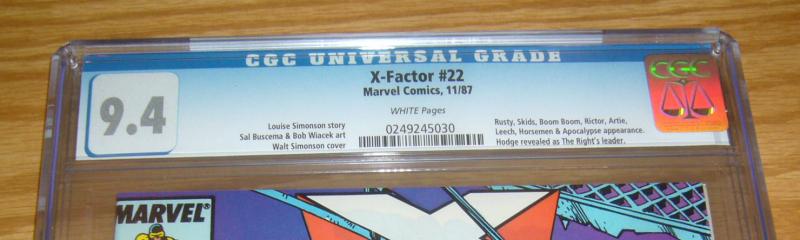 CGC UNIVERSAL GRADE
9.4
X-Factor #22
Marvel Comics, 11/87
WHITE Pages
Louise Simonson story
Sal Buscema & Bob Wiacek art
Walt Simonson cover
0249245030
Rusty, Skids, Boom Boom, Rictor, Artie,
Leech, Horsemen & Apocalypse appearance.
Hodge revealed as The Right's leader.
CGC
MARVEL®